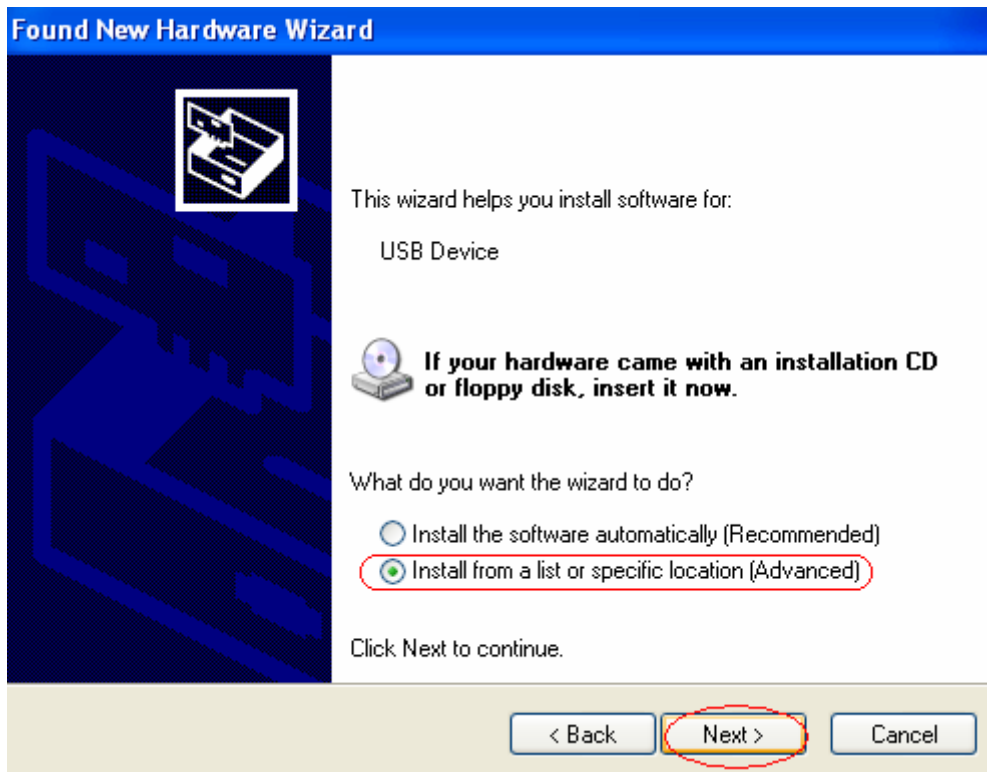 Found New Hardware Wizard
This wizard helps you install software for:
USB Device
If your hardware came with an installation CD
or floppy disk, insert it now.
What do you want the wizard to do?
Install the software automatically (Recommended)
Install from a list or specific location (Advanced)
Click Next to continue.
< Back Next > Cancel